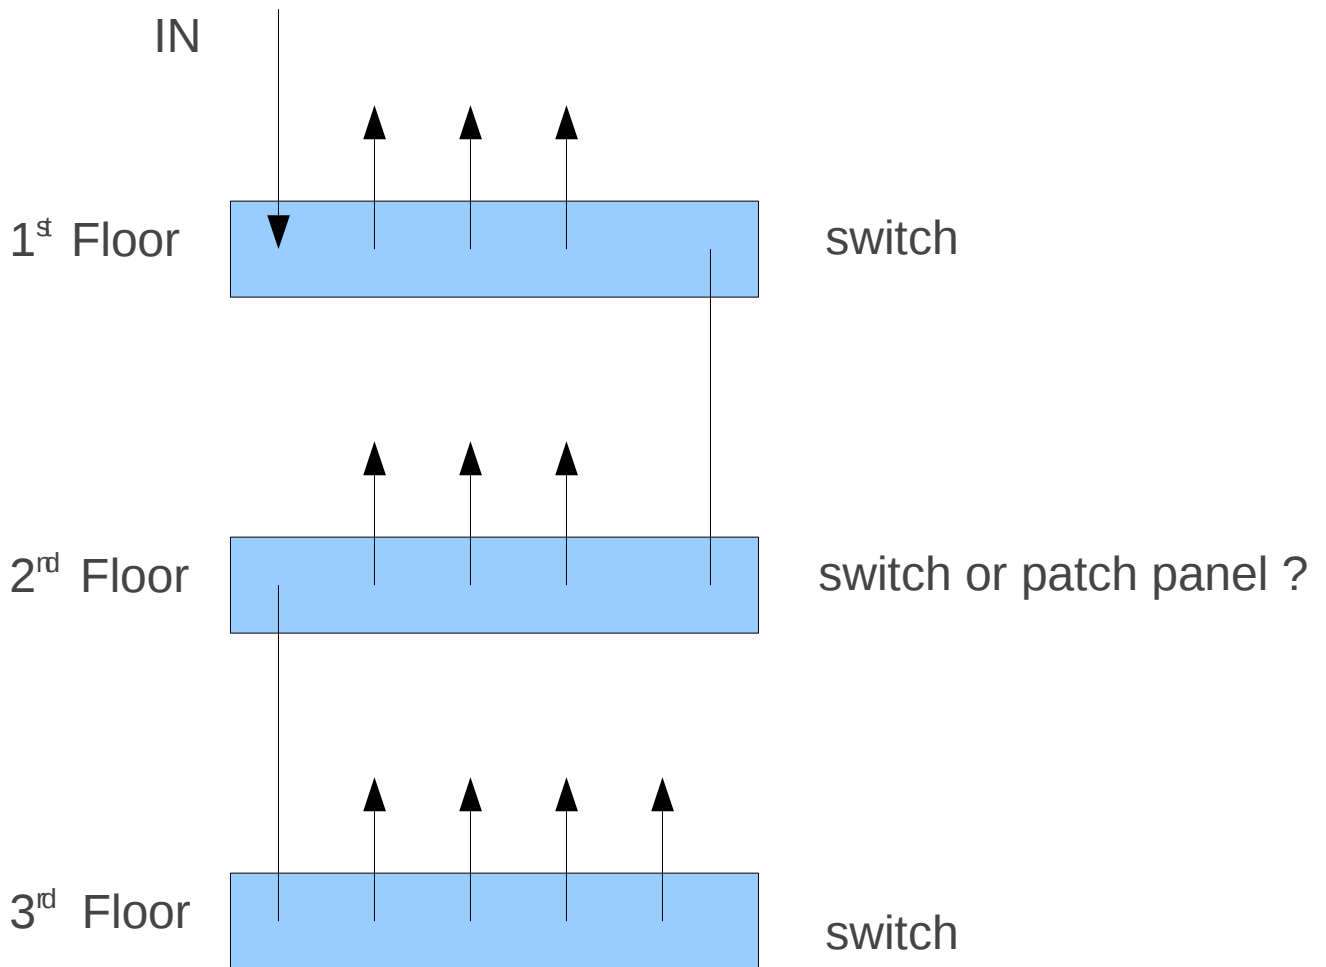 IN
1st Floor
switch
2nd Floor
switch or patch panel ?
3rd Floor
switch